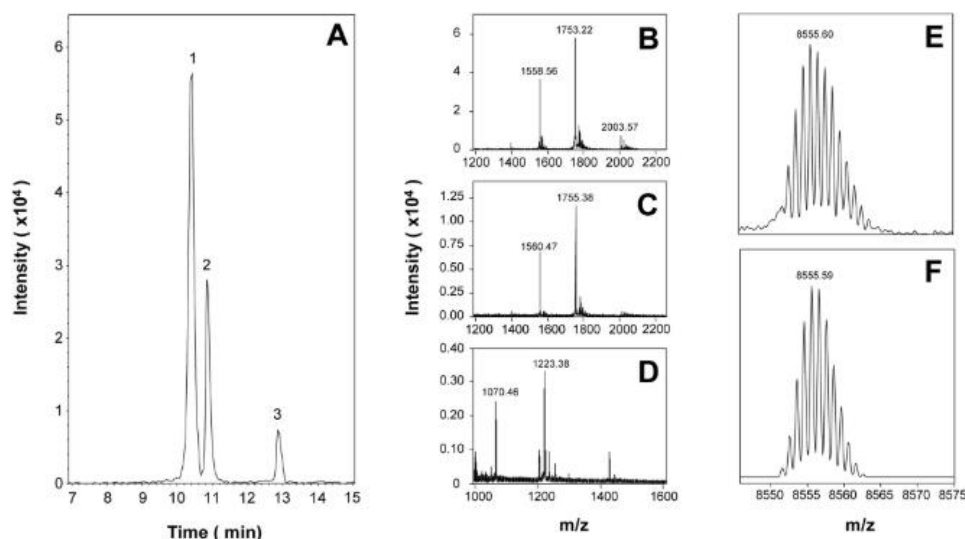 A
6
5
4
3
2
1
0
1
2
3
7
8
9
10
11
12
13
14
15
Intensity ( x10⁴)
Time ( min)
B
6
4
2
0
1753.22
1558.56
2003.57
1200 1400 1600 1800 2000 2200
C
1.25
1.00
0.75
0.50
0.25
0.00
1755.38
1560.47
1200 1400 1600 1800 2000 2200
Intensity ( x10⁴)
D
0.40
0.30
0.20
0.10
0.00
1223.38
1070.46
1000 1200 1400 1600
m/z
E
8555.60
F
8555.59
8550 8555 8560 8565 8570 8575
m/z